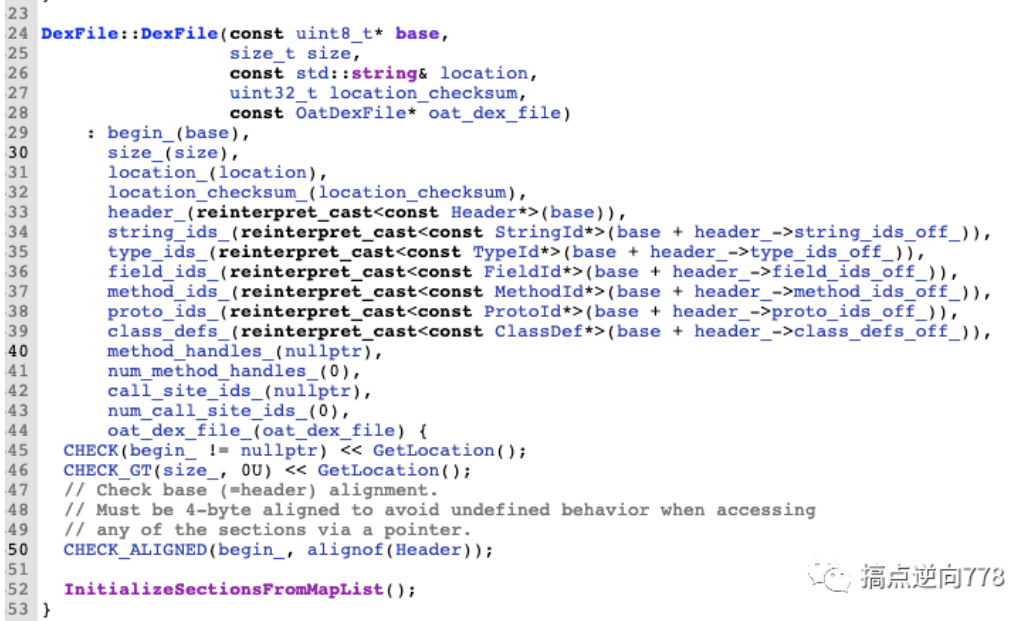 23
24 DexFile::DexFile(const uint8_t* base,
25                  size_t size,
26                  const std::string& location,
27                  uint32_t location_checksum,
28                  const OatDexFile* oat_dex_file)
29     : begin_(base),
30       size_(size),
31       location_(location),
32       location_checksum_(location_checksum),
33       header_(reinterpret_cast<const Header*>(base)),
34       string_ids_(reinterpret_cast<const StringId*>(base + header_->string_ids_off_)),
35       type_ids_(reinterpret_cast<const TypeId*>(base + header_->type_ids_off_)),
36       field_ids_(reinterpret_cast<const FieldId*>(base + header_->field_ids_off_)),
37       method_ids_(reinterpret_cast<const MethodId*>(base + header_->method_ids_off_)),
38       proto_ids_(reinterpret_cast<const ProtoId*>(base + header_->proto_ids_off_)),
39       class_defs_(reinterpret_cast<const ClassDef*>(base + header_->class_defs_off_)),
40       method_handles_(nullptr),
41       num_method_handles_(0),
42       call_site_ids_(nullptr),
43       num_call_site_ids_(0),
44       oat_dex_file_(oat_dex_file) {
45   CHECK(begin_ != nullptr) << GetLocation();
46   CHECK_GT(size_, 0U) << GetLocation();
47   // Check base (=header) alignment.
48   // Must be 4-byte aligned to avoid undefined behavior when accessing
49   // any of the sections via a pointer.
50   CHECK_ALIGNED(begin_, alignof(Header));
51
52   InitializeSectionsFromMapList();
53 }
搞点逆向778